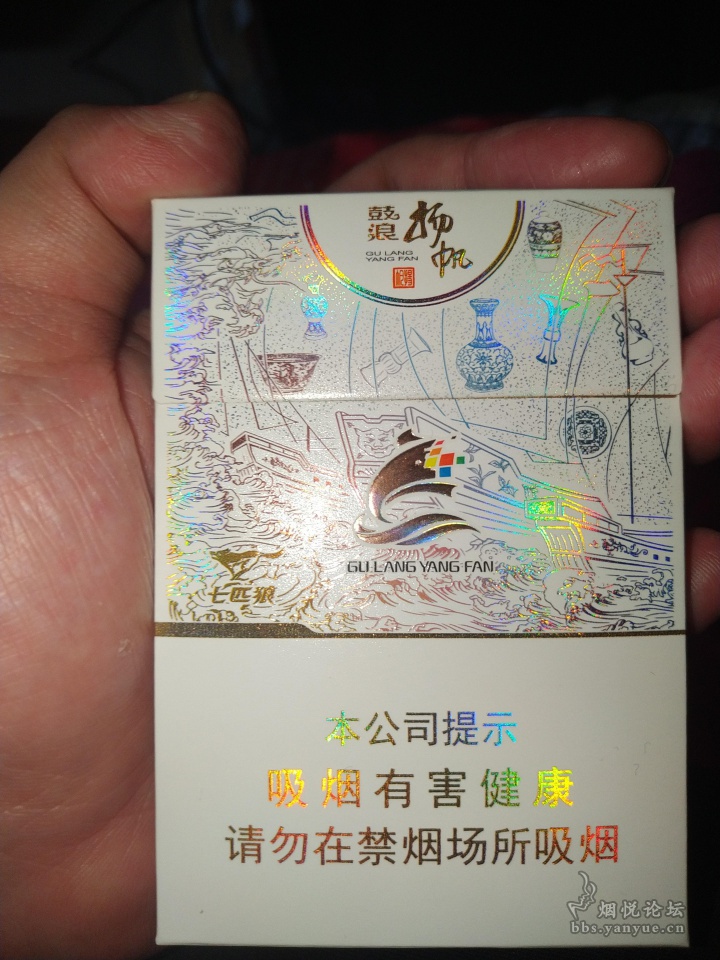 鼓浪
扬帆
GU LANG
YANG FAN
GU LANG YANG FAN
七匹狼
本公司提示
吸烟有害健康
请勿在禁烟场所吸烟
烟悦论坛
bbs.yanyue.cn